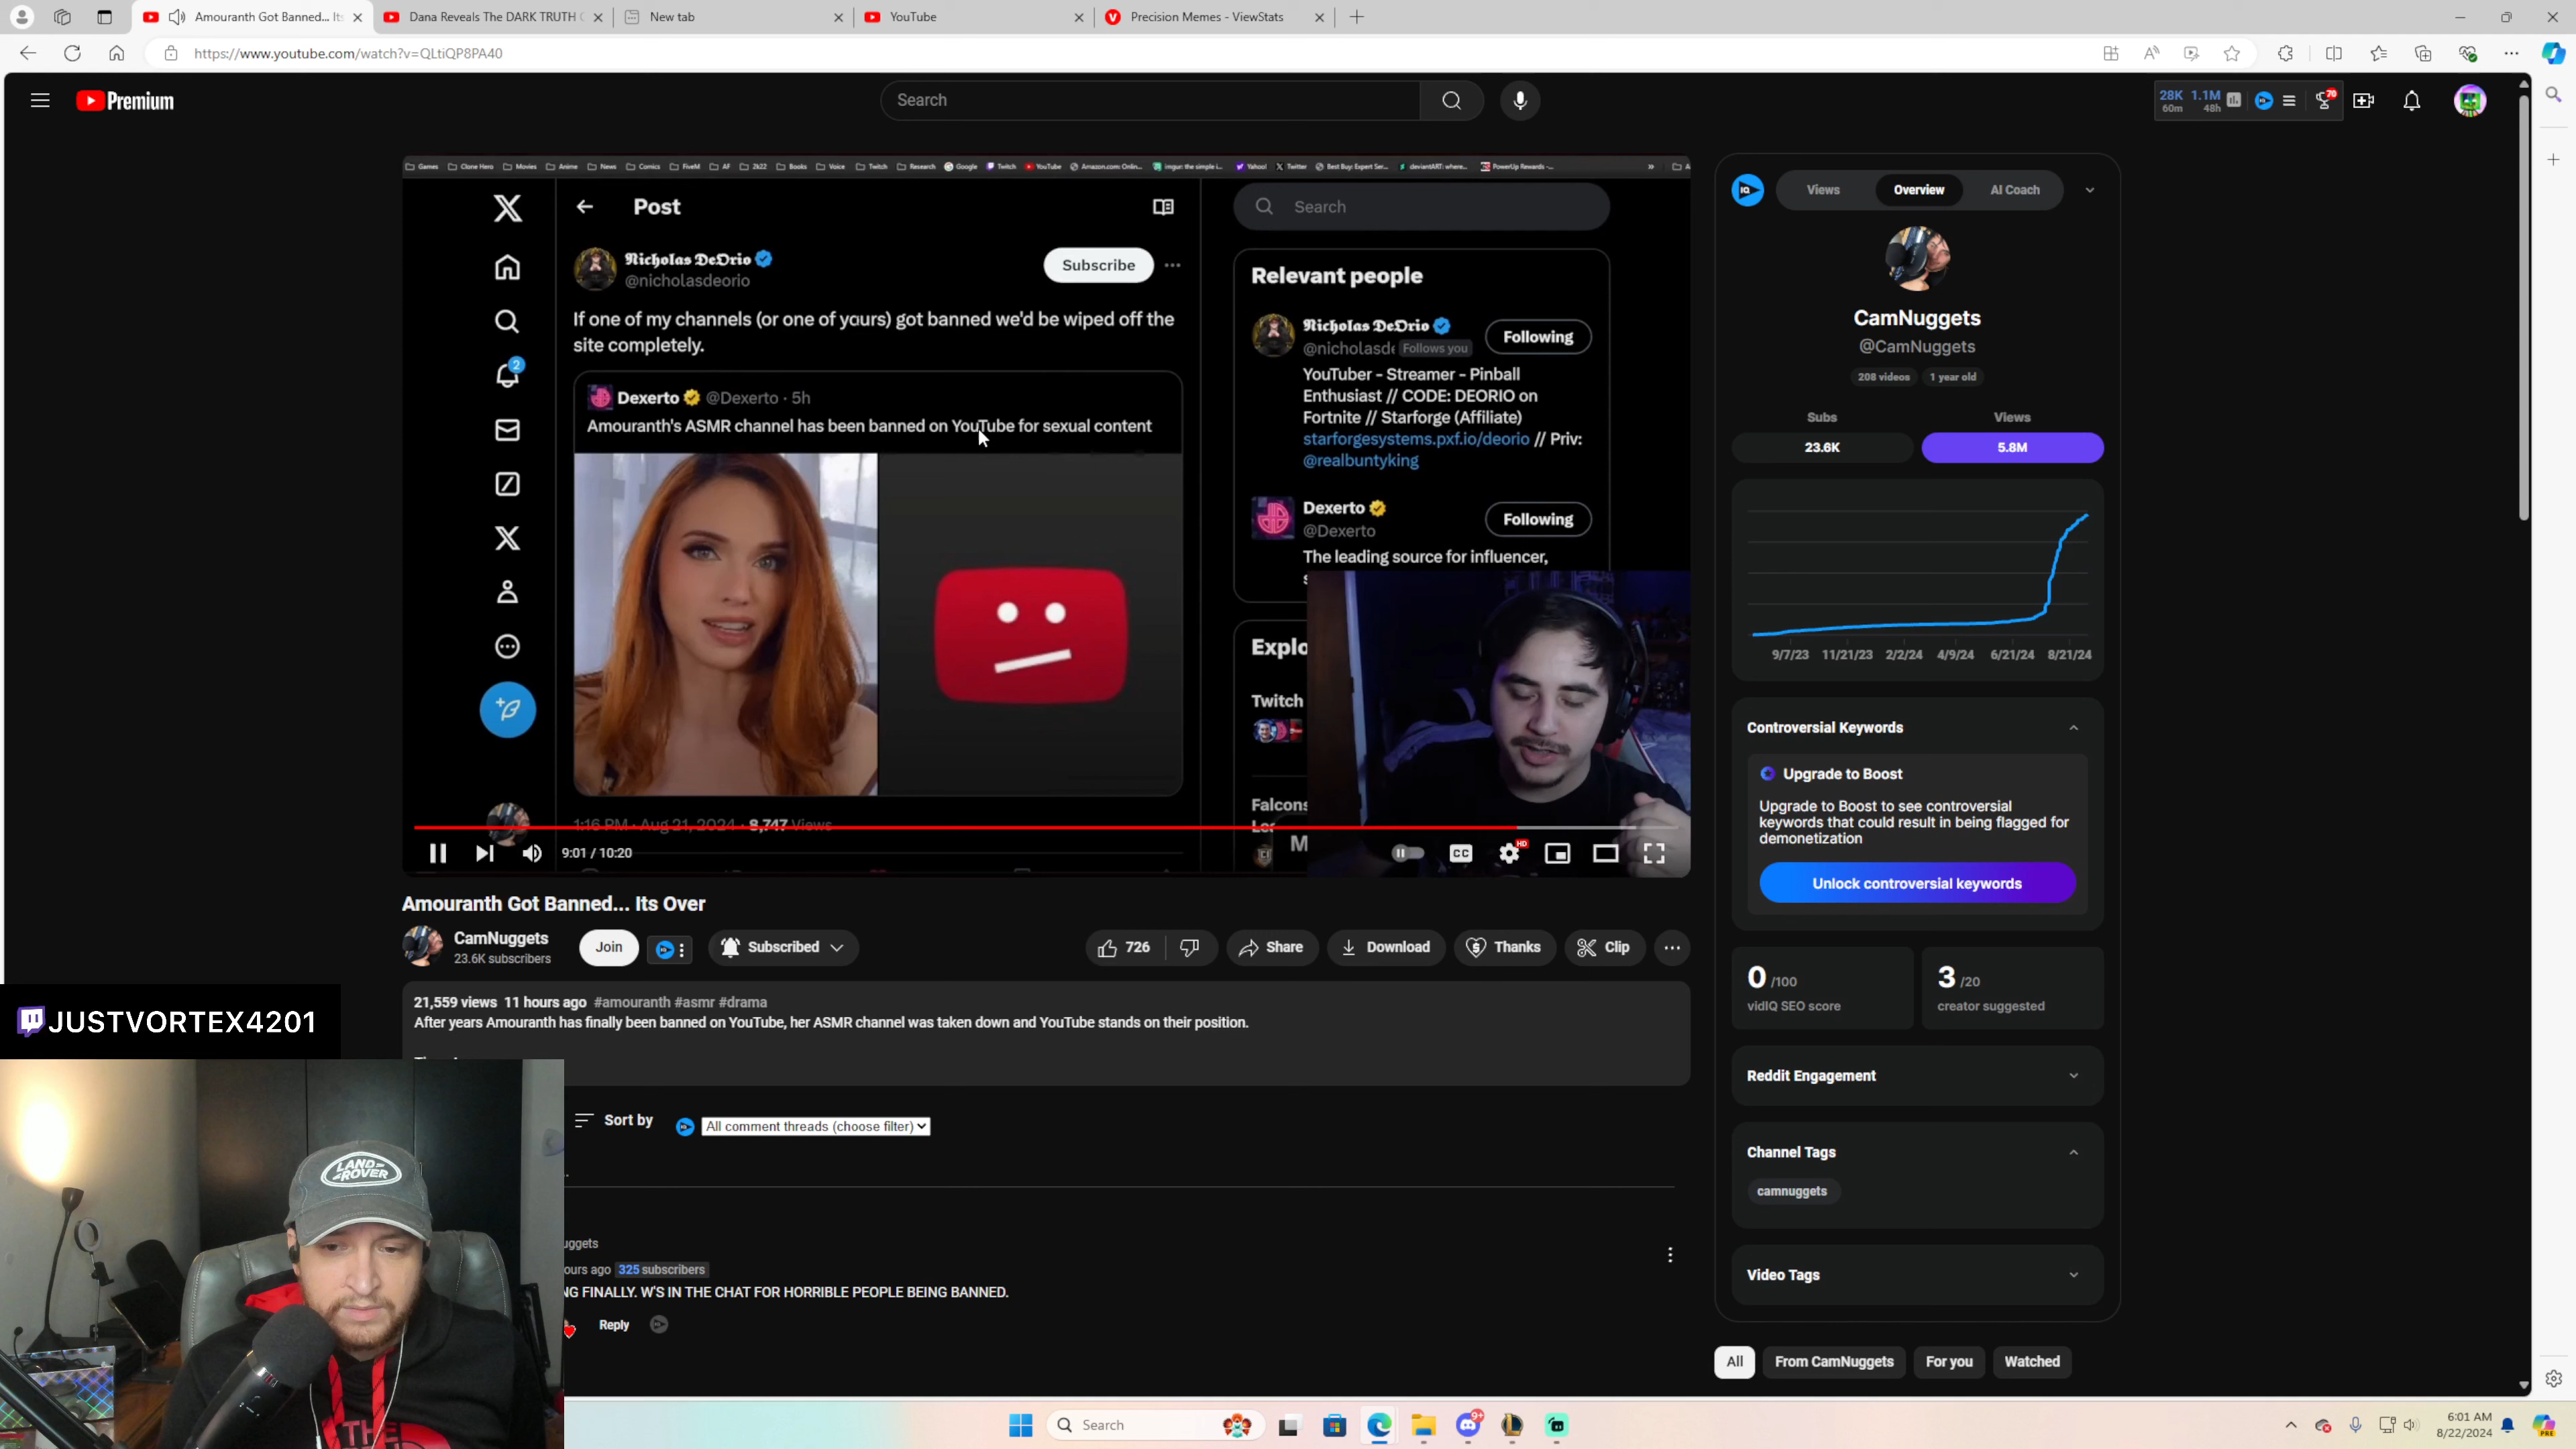 Amouranth Got Banned... Its
Dana Reveals The DARK TRUTH
New tab
YouTube
Precision Memes - ViewStats
https://www.youtube.com/watch?v=QLtiQP8PA40
Premium
Search
28K 1.1M
60m 48h
70
Games Clone Hero Movies Anime News Comics FiveM AF 2k22 Books Voice Twitch Research Google Twitch YouTube Amazon.com: Onlin... imgur: the simple i... Yahoo! Twitter Best Buy: Expert Ser... deviantART: where... PowerUp Rewards -...
Post
Search
Nicholas DeOrio
@nicholasdeorio
Subscribe
If one of my channels (or one of yours) got banned we'd be wiped off the
site completely.
Dexerto @Dexerto · 5h
Amouranth's ASMR channel has been banned on YouTube for sexual content
2
1:16 PM · Aug 21, 2024 · 8,747 Views
Relevant people
Nicholas DeOrio
Follows you
Following
YouTuber - Streamer - Pinball
Enthusiast // CODE: DEORIO on
Fortnite // Starforge (Affiliate)
starforgesystems.pxf.io/deorio // Priv:
@realbuntyking
Dexerto
@Dexerto
Following
The leading source for influencer,
Explo
Twitch
Falcons
9:01 / 10:20
CC
HD
Amouranth Got Banned... Its Over
CamNuggets
23.6K subscribers
Join
Subscribed
726
Share
Download
Thanks
Clip
21,559 views 11 hours ago #amouranth #asmr #drama
After years Amouranth has finally been banned on YouTube, her ASMR channel was taken down and YouTube stands on their position.
JUSTVORTEX4201
LAND-
ROVER
THE
Sort by
All comment threads (choose filter)
uggets
ours ago 325 subscribers
NG FINALLY. W'S IN THE CHAT FOR HORRIBLE PEOPLE BEING BANNED.
Reply
Views
Overview
AI Coach
CamNuggets
@CamNuggets
208 videos
1 year old
Subs
Views
23.6K
5.8M
9/7/23 11/21/23 2/2/24 4/9/24 6/21/24 8/21/24
Controversial Keywords
Upgrade to Boost
Upgrade to Boost to see controversial
keywords that could result in being flagged for
demonetization
Unlock controversial keywords
0 /100
vidIQ SEO score
3 /20
creator suggested
Reddit Engagement
Channel Tags
camnuggets
Video Tags
All
From CamNuggets
For you
Watched
Search
9+
6:01 AM
8/22/2024
PRE